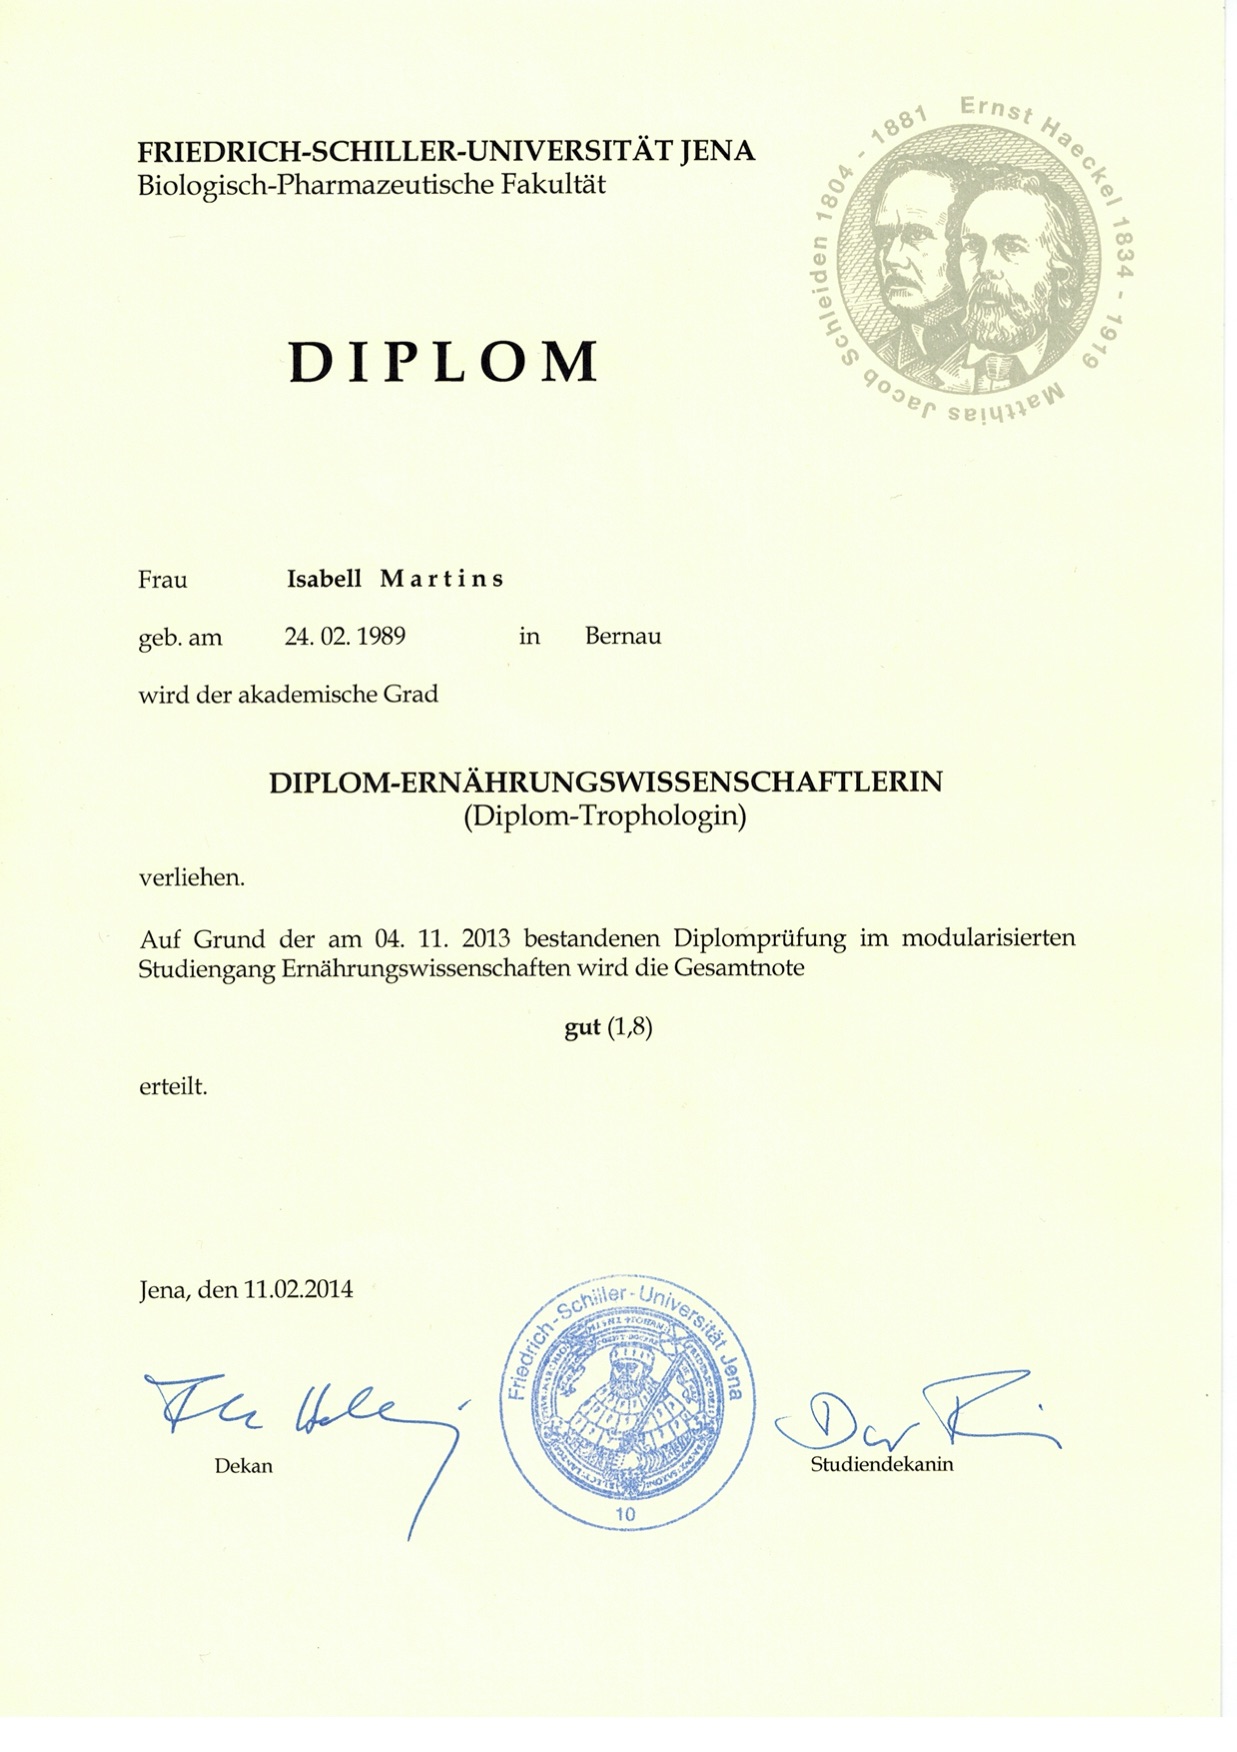 FRIEDRICH-SCHILLER-UNIVERSITÄT JENA
Biologisch-Pharmazeutische Fakultät
Matthias Jacob Schleiden 1804 - 1881 Ernst Haeckel 1834 - 1919
DIPLOM
Frau Isabell Martins
geb. am 24. 02. 1989 in Bernau
wird der akademische Grad
DIPLOM-ERNÄHRUNGSWISSENSCHAFTLERIN
(Diplom-Trophologin)
verliehen.
Auf Grund der am 04. 11. 2013 bestandenen Diplomprüfung im modularisierten
Studiengang Ernährungswissenschaften wird die Gesamtnote
gut (1,8)
erteilt.
Jena, den 11.02.2014
Friedrich-Schiller-Universität Jena
10
Dekan
Studiendekanin